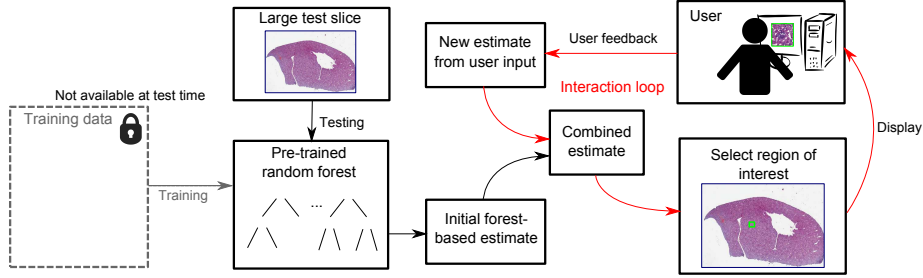 Not available at test time
Training data
Training
Large test slice
Testing
Pre-trained
random forest
...
Initial forest-
based estimate
New estimate
from user input
User feedback
User
Interaction loop
Combined
estimate
Select region of
interest
Display